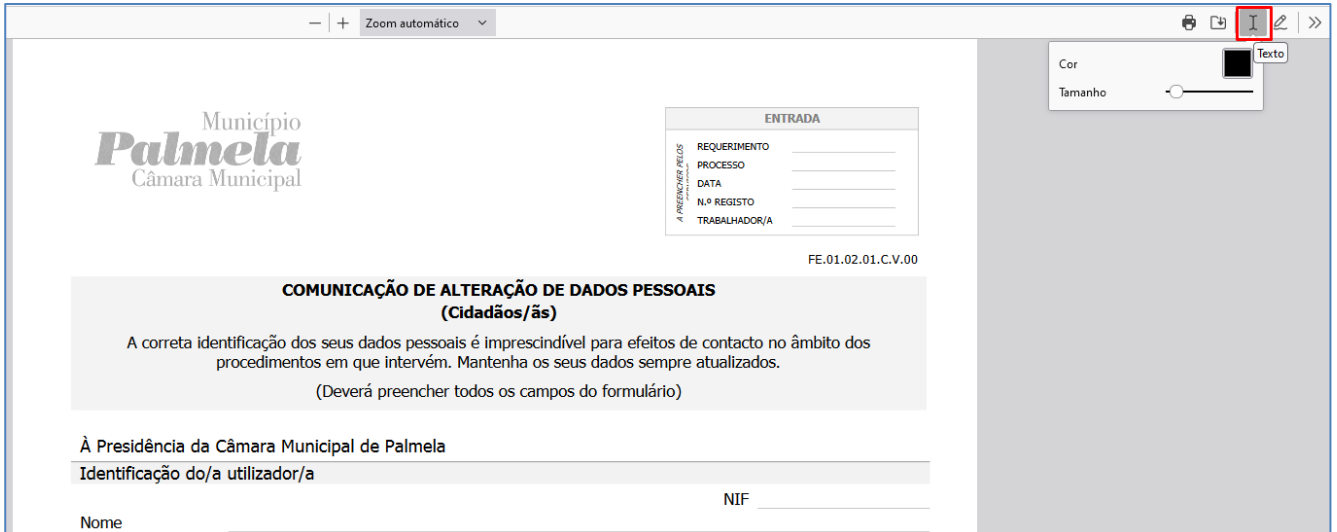 Zoom automático
Texto
Cor
Tamanho
Município
Palmela
Câmara Municipal
ENTRADA
A PREENCHER PELOS
REQUERIMENTO
PROCESSO
DATA
N.º REGISTO
TRABALHADOR/A
FE.01.02.01.C.V.00
COMUNICAÇÃO DE ALTERAÇÃO DE DADOS PESSOAIS
(Cidadãos/ãs)
A correta identificação dos seus dados pessoais é imprescindível para efeitos de contacto no âmbito dos
procedimentos em que intervém. Mantenha os seus dados sempre atualizados.
(Deverá preencher todos os campos do formulário)
À Presidência da Câmara Municipal de Palmela
Identificação do/a utilizador/a
NIF
Nome